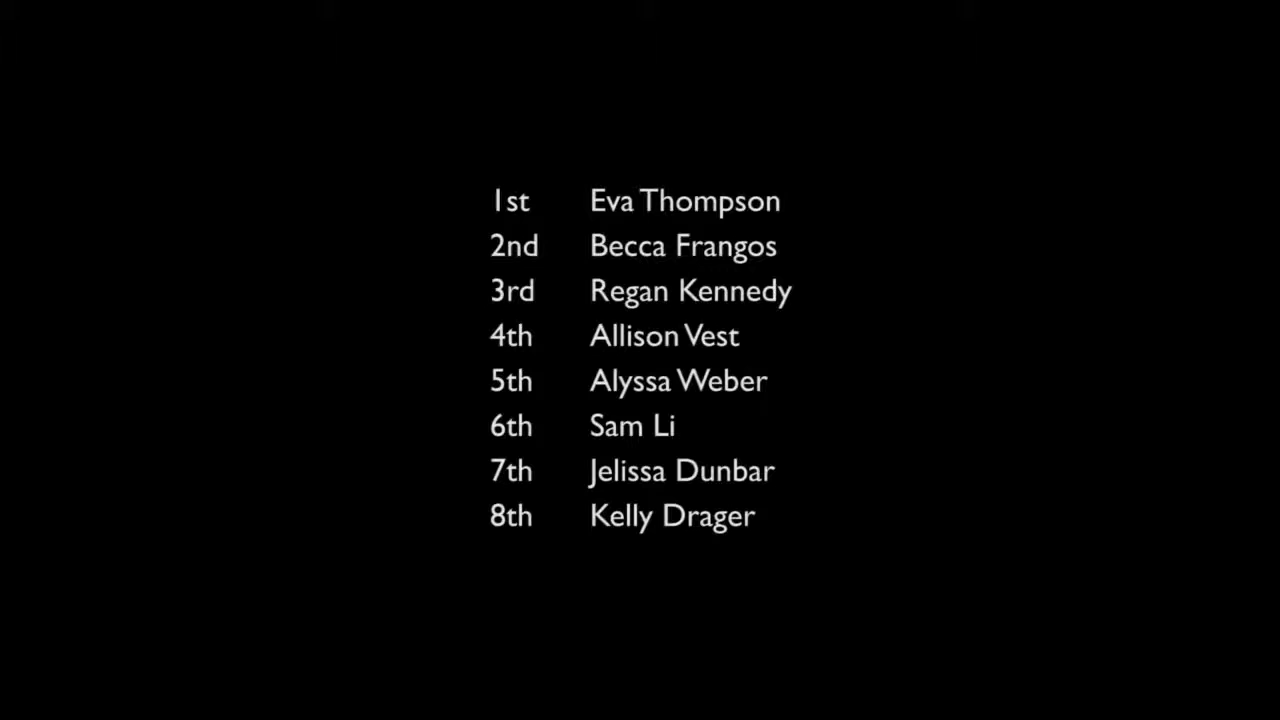 1st Eva Thompson
2nd Becca Frangos
3rd Regan Kennedy
4th Allison Vest
5th Alyssa Weber
6th Sam Li
7th Jelissa Dunbar
8th Kelly Drager